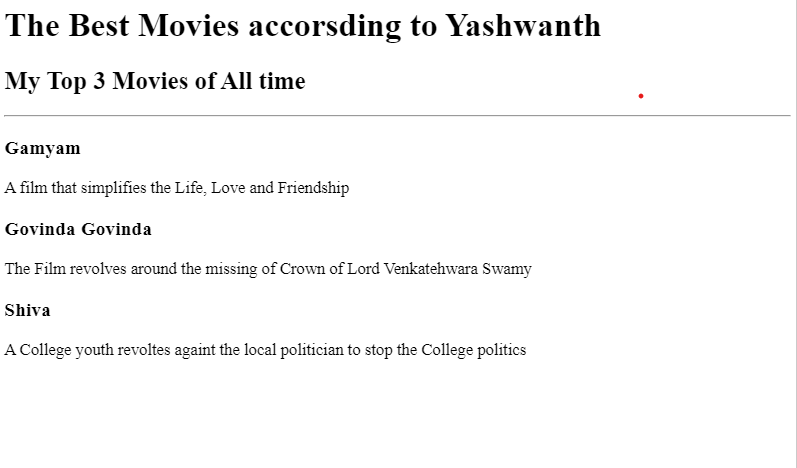 The Best Movies accorsding to Yashwanth
My Top 3 Movies of All time
Gamyam
A film that simplifies the Life, Love and Friendship
Govinda Govinda
The Film revolves around the missing of Crown of Lord Venkatehwara Swamy
Shiva
A College youth revoltes againt the local politician to stop the College politics